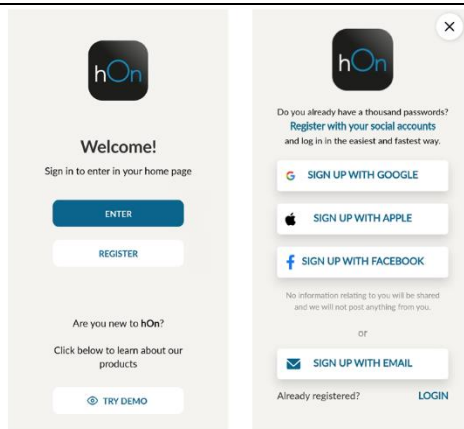 hOn
Welcome!
Sign in to enter in your home page
ENTER
REGISTER
Are you new to hOn?
Click below to learn about our
products
TRY DEMO
hOn
Do you already have a thousand passwords?
Register with your social accounts
and log in in the easiest and fastest way.
SIGN UP WITH GOOGLE
SIGN UP WITH APPLE
SIGN UP WITH FACEBOOK
No information relating to you will be shared
and we will not post anything from you.
or
SIGN UP WITH EMAIL
Already registered? LOGIN